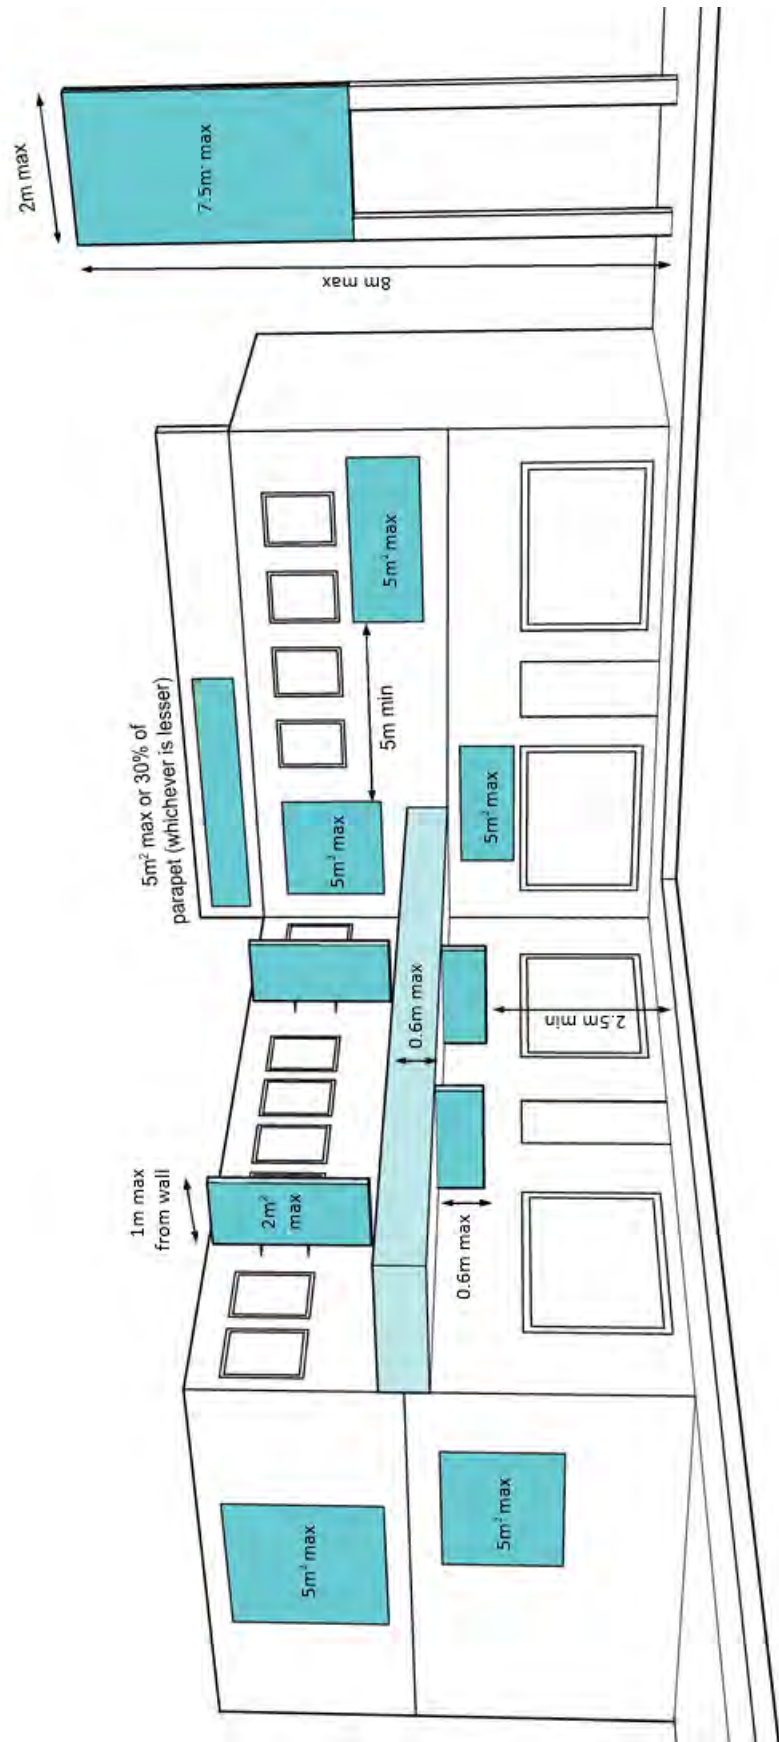 2m max
7.5m² max
8m max
5m² max or 30% of
parapet (whichever is lesser)
5m² max
5m min
5m² max
5m² max
0.6m max
2.5m min
1m max
from wall
2m²
max
0.6m max
5m² max
5m² max